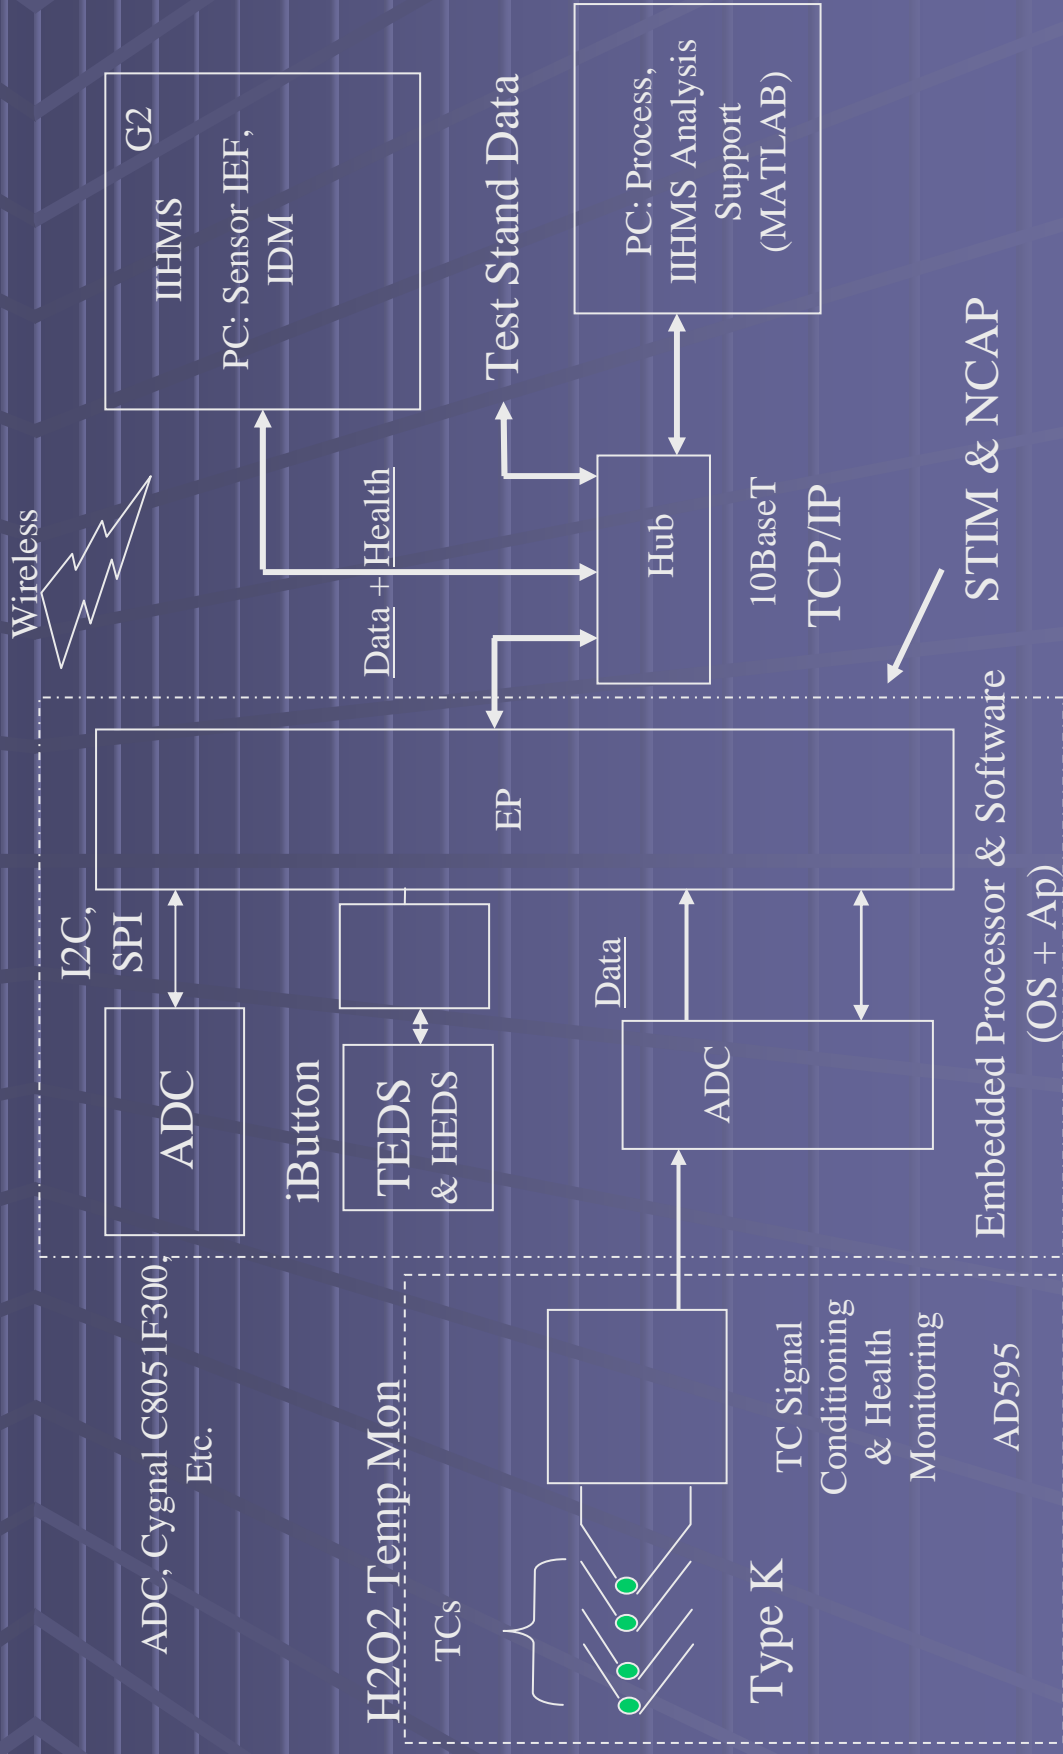 ADC, Cygnal C8051F300,
Etc.
H2O2 Temp Mon
TCs
Type K
TC Signal
Conditioning
& Health
Monitoring
AD595
I2C,
SPI
ADC
iButton
TEDS
& HEDS
Data
ADC
EP
Embedded Processor & Software
(OS + Ap)
Wireless
Data + Health
Hub
10BaseT
TCP/IP
STIM & NCAP
G2
IIHMS
PC: Sensor IEF,
IDM
Test Stand Data
PC: Process,
IIHMS Analysis
Support
(MATLAB)